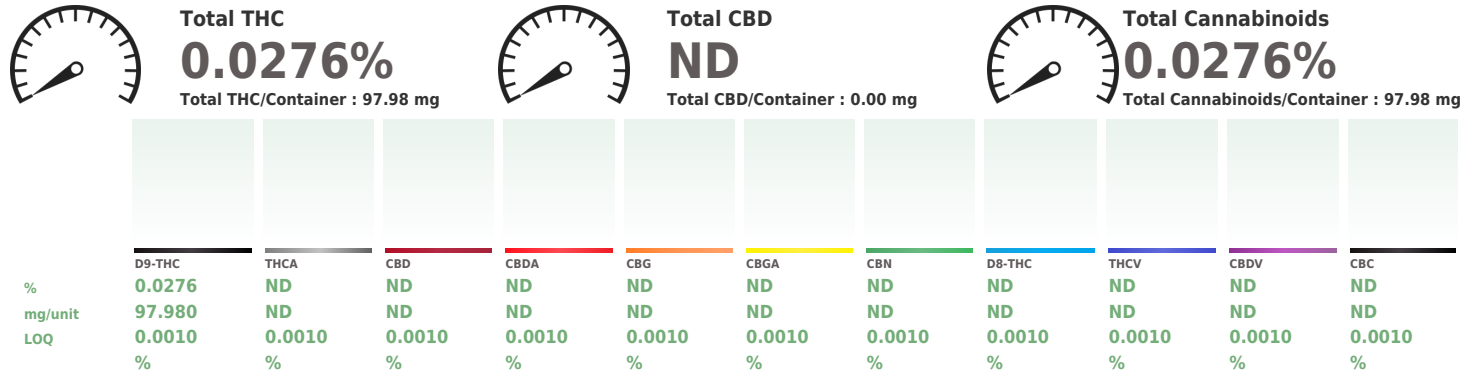 Total THC
0.0276%
Total THC/Container : 97.98 mg
Total CBD
ND
Total CBD/Container : 0.00 mg
Total Cannabinoids
0.0276%
Total Cannabinoids/Container : 97.98 mg
D9-THC THCA CBD CBDA CBG CBGA CBN D8-THC THCV CBDV CBC
% 0.0276 ND ND ND ND ND ND ND ND ND ND
mg/unit 97.980 ND ND ND ND ND ND ND ND ND ND
LOQ 0.0010 0.0010 0.0010 0.0010 0.0010 0.0010 0.0010 0.0010 0.0010 0.0010 0.0010
% % % % % % % % % % %